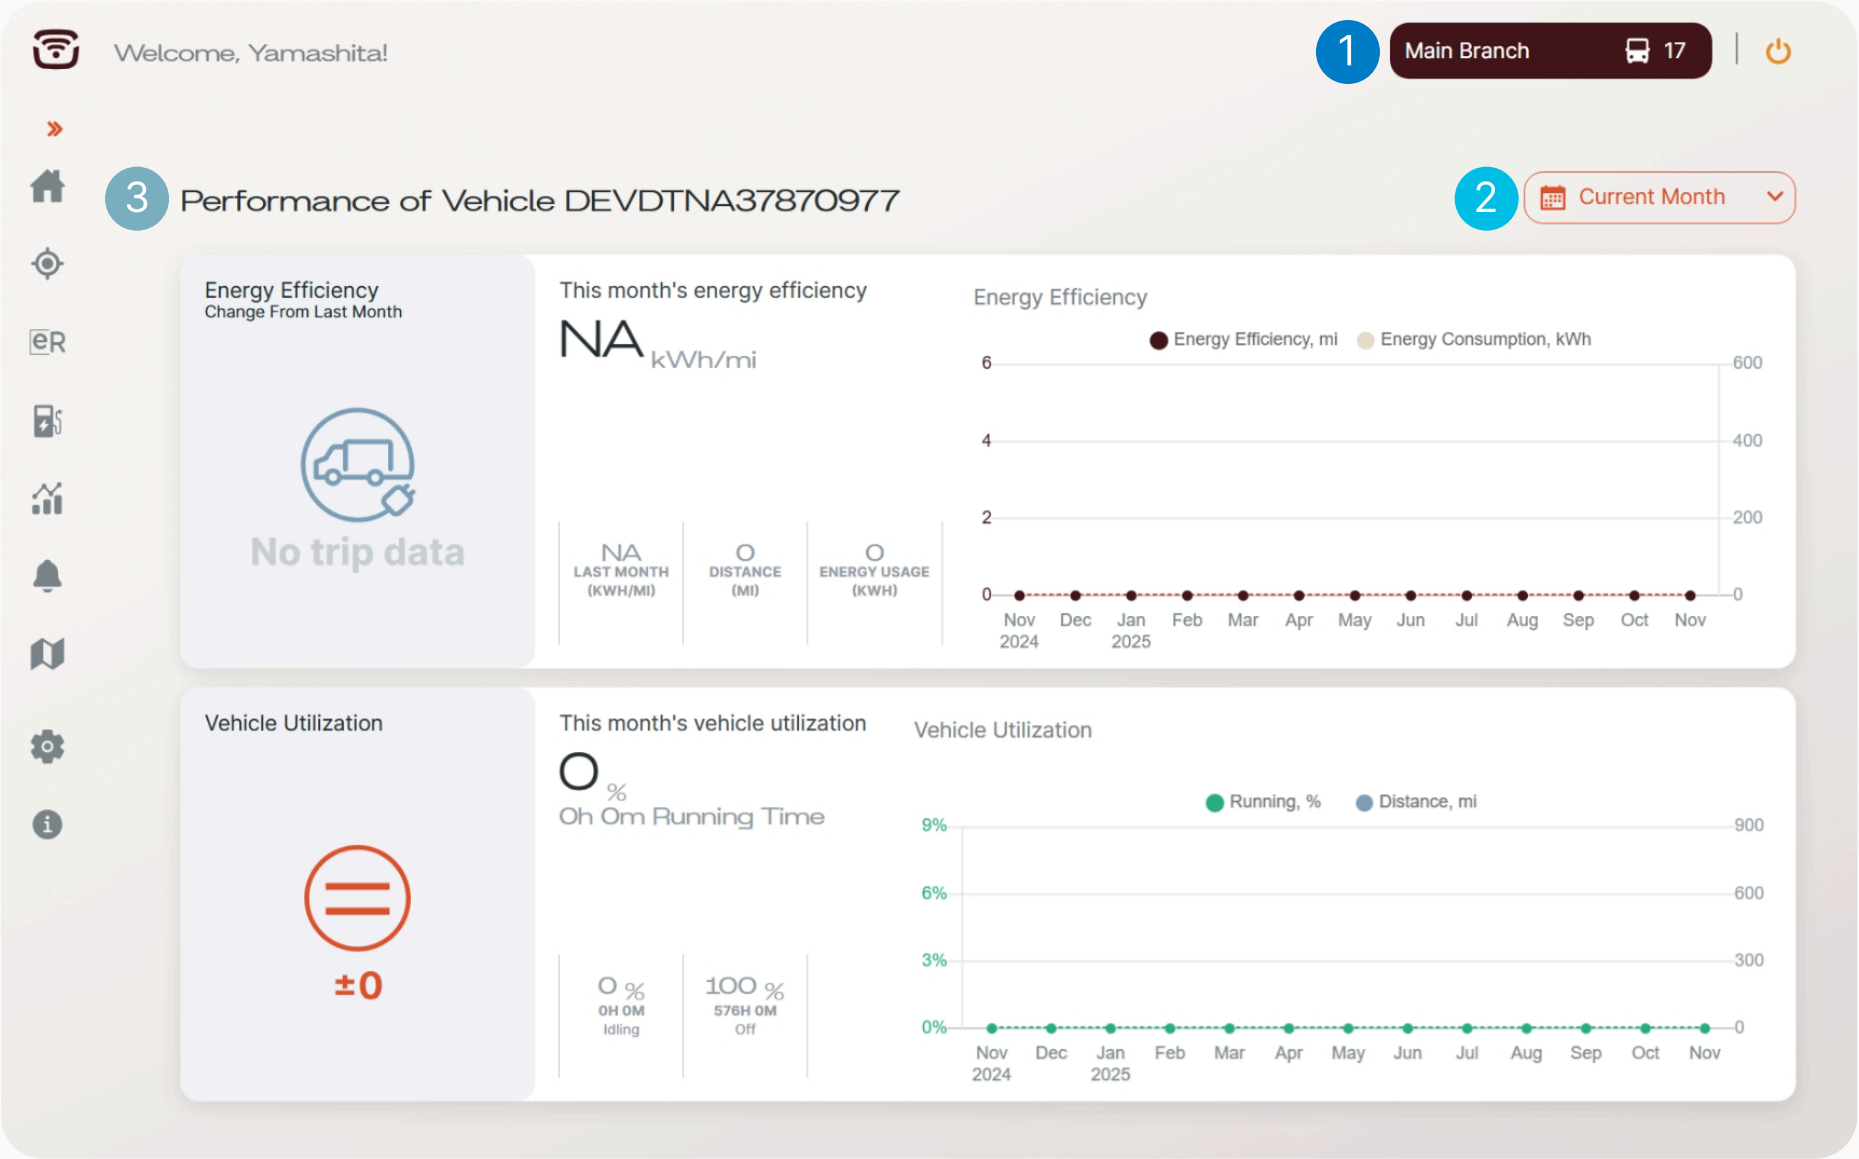 Welcome, Yamashita!
1
Main Branch 17
3
Performance of Vehicle DEVDTNA37870977
2
Current Month
eR
Energy Efficiency
Change From Last Month
No trip data
This month's energy efficiency
NA kWh/mi
NA
LAST MONTH
(KWH/MI)
0
DISTANCE
(MI)
0
ENERGY USAGE
(KWH)
Energy Efficiency
Energy Efficiency, mi Energy Consumption, kWh
6 600
4 400
2 200
0 0
Nov Dec Jan Feb Mar Apr May Jun Jul Aug Sep Oct Nov
2024 2025
Vehicle Utilization
±0
This month's vehicle utilization
0 %
0h 0m Running Time
0 %
0H 0M
Idling
100 %
576H 0M
Off
Vehicle Utilization
Running, % Distance, mi
9% 900
6% 600
3% 300
0% 0
Nov Dec Jan Feb Mar Apr May Jun Jul Aug Sep Oct Nov
2024 2025